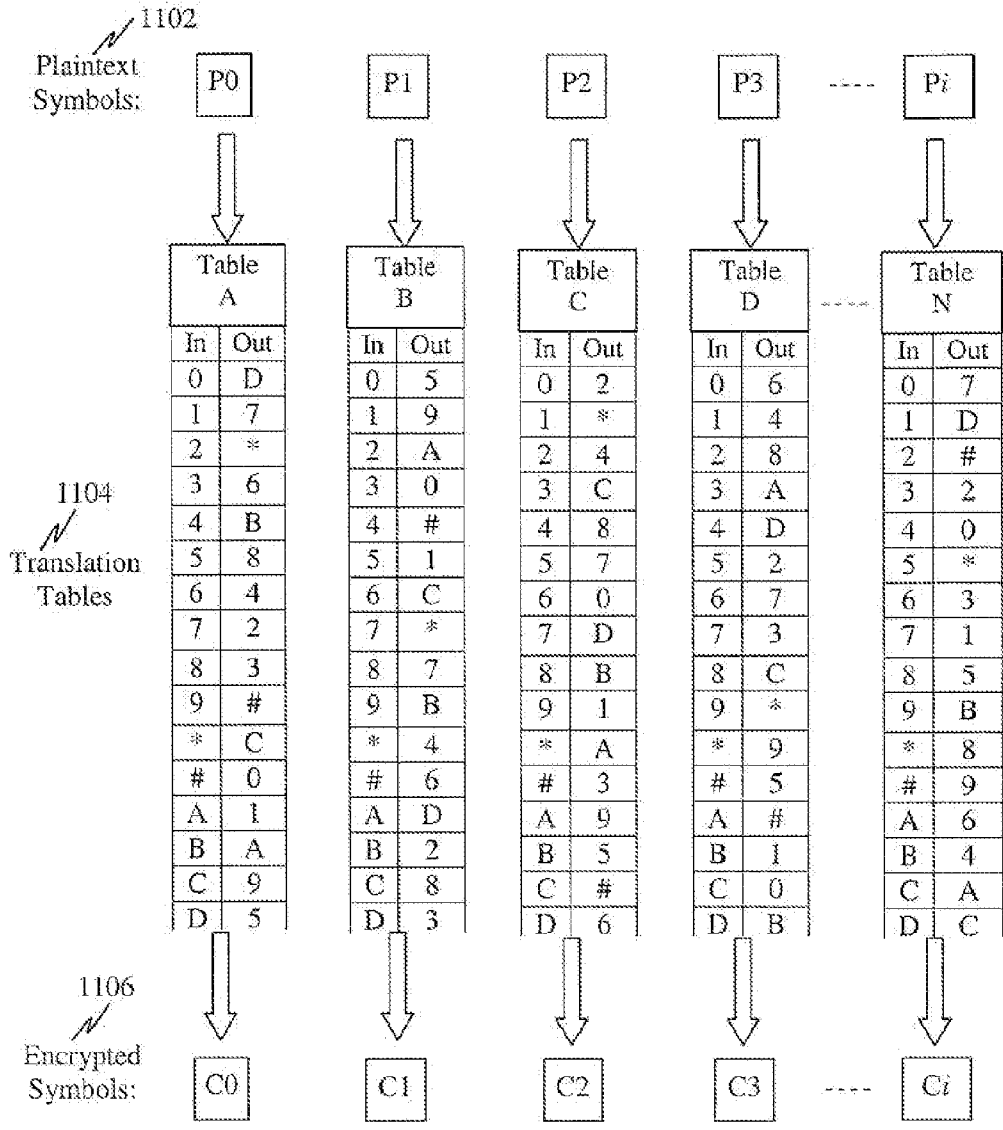 1102
Plaintext
Symbols:
P0 P1 P2 P3 ---- Pi
Table A Table B Table C Table D ---- Table N
In Out In Out In Out In Out In Out
0 D 0 5 0 2 0 6 0 7
1 7 1 9 1 * 1 4 1 D
2 * 2 A 2 4 2 8 2 #
3 6 3 0 3 C 3 A 3 2
4 B 4 # 4 8 4 D 4 0
5 8 5 1 5 7 5 2 5 *
6 4 6 C 6 0 6 7 6 3
7 2 7 * 7 D 7 3 7 1
8 3 8 7 8 B 8 C 8 5
9 # 9 B 9 1 9 * 9 B
* C * 4 * A * 9 * 8
# 0 # 6 # 3 # 5 # 9
A 1 A D A 9 A # A 6
B A B 2 B 5 B 1 B 4
C 9 C 8 C # C 0 C A
D 5 D 3 D 6 D B D C
1104
Translation
Tables
1106
Encrypted
Symbols:
C0 C1 C2 C3 ---- Ci